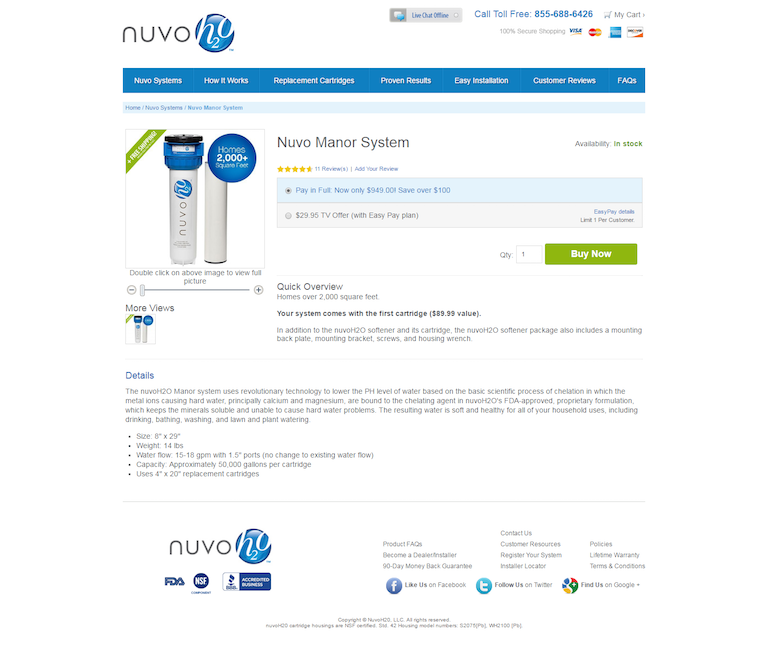 nuvo h2o™
Live Chat Offline
Call Toll Free: 855-688-6426
My Cart ›
100% Secure Shopping VISA
Nuvo Systems
How It Works
Replacement Cartridges
Proven Results
Easy Installation
Customer Reviews
FAQs
Home / Nuvo Systems / Nuvo Manor System
+ FREE SHIPPING!
Homes
2,000+
Square Feet
nuvo h2o
Nuvo Manor System
Availability: In stock
11 Review(s) | Add Your Review
Pay in Full: Now only $949.00! Save over $100
$29.95 TV Offer (with Easy Pay plan)
EasyPay details
Limit 1 Per Customer.
Qty: 1
Buy Now
Double click on above image to view full
picture
More Views
Quick Overview
Homes over 2,000 square feet.
Your system comes with the first cartridge ($89.99 value).
In addition to the nuvoH2O softener and its cartridge, the nuvoH2O softener package also includes a mounting
back plate, mounting bracket, screws, and housing wrench.
Details
The nuvoH2O Manor system uses revolutionary technology to lower the PH level of water based on the basic scientific process of chelation in which the
metal ions causing hard water, principally calcium and magnesium, are bound to the chelating agent in nuvoH2O's FDA-approved, proprietary formulation,
which keeps the minerals soluble and unable to cause hard water problems. The resulting water is soft and healthy for all of your household uses, including
drinking, bathing, washing, and lawn and plant watering.
• Size: 8" x 29"
• Weight: 14 lbs
• Water flow: 15-18 gpm with 1.5" ports (no change to existing water flow)
• Capacity: Approximately 50,000 gallons per cartridge
• Uses 4" x 20" replacement cartridges
nuvo h2o™
FDA
NSF
COMPONENT
BBB
ACCREDITED
BUSINESS
Contact Us
Product FAQs
Customer Resources
Policies
Become a Dealer/Installer
Register Your System
Lifetime Warranty
90-Day Money Back Guarantee
Installer Locator
Terms & Conditions
Like Us on Facebook
Follow Us on Twitter
Find Us on Google +
Copyright © NuvoH20, LLC. All rights reserved.
nuvoH20 cartridge housings are NSF certified. Std. 42 Housing model numbers: S2075[Pb], WH2100 [Pb].